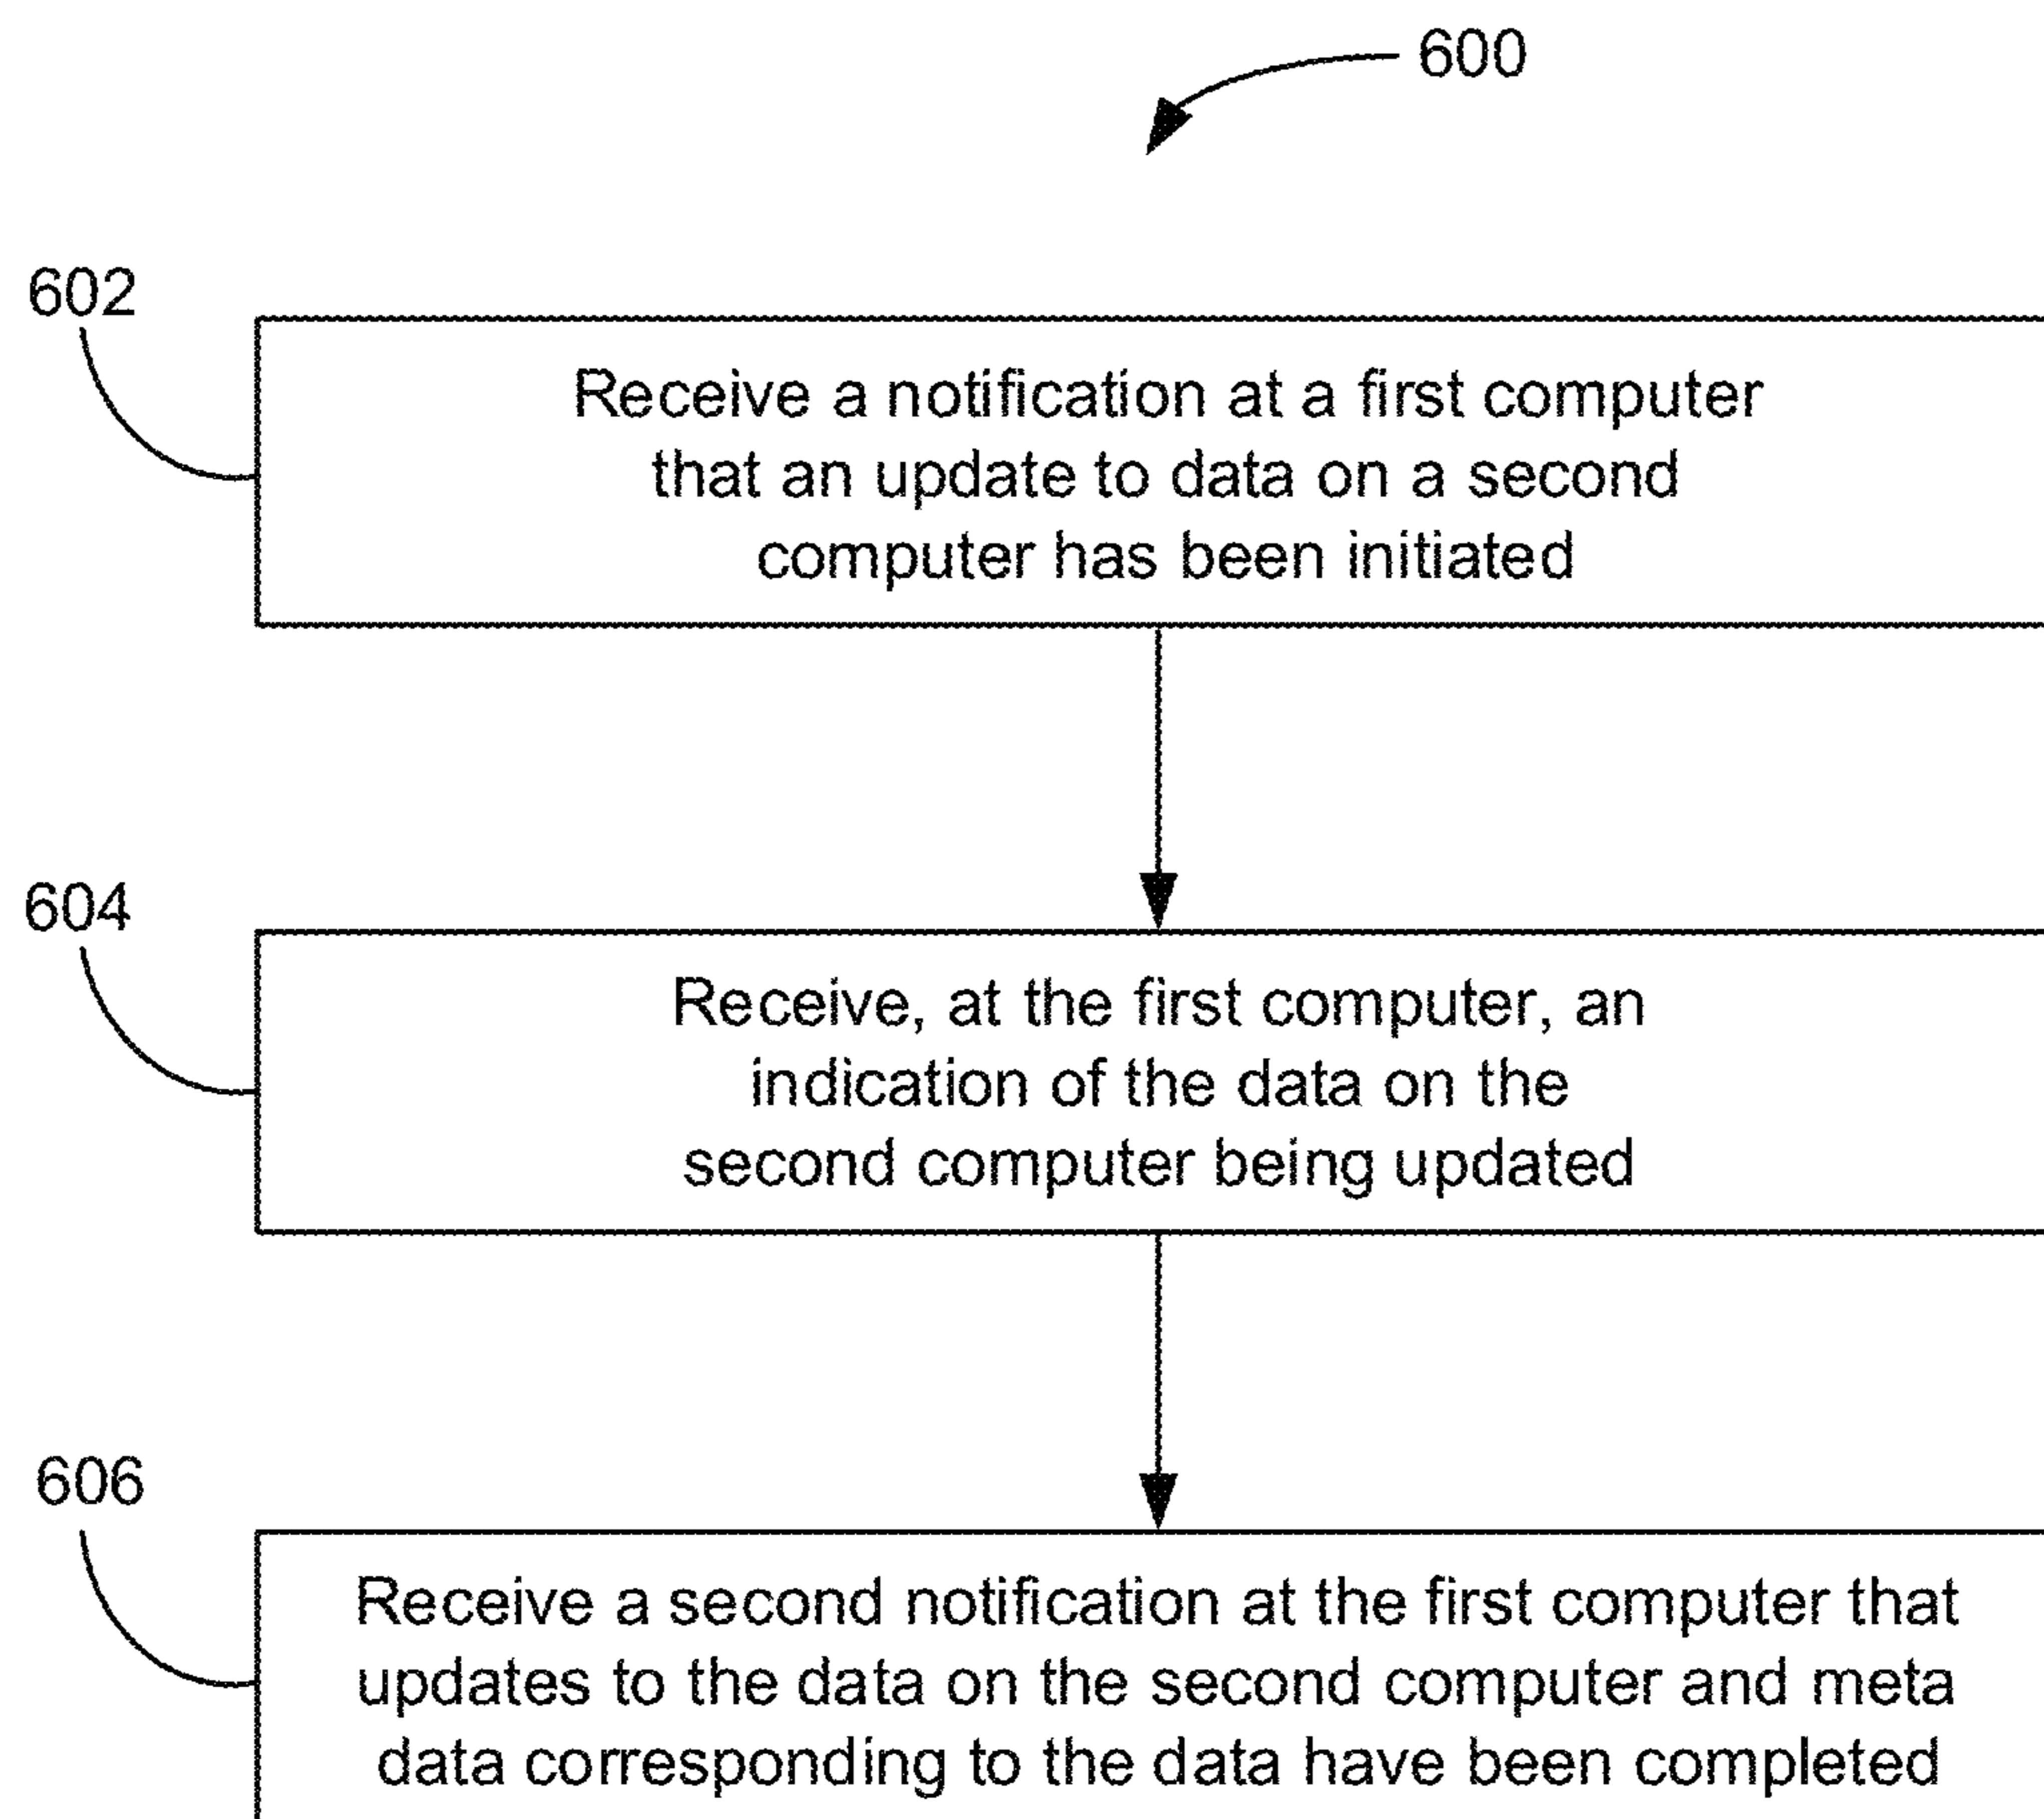 600
602
Receive a notification at a first computer
that an update to data on a second
computer has been initiated
604
Receive, at the first computer, an
indication of the data on the
second computer being updated
606
Receive a second notification at the first computer that
updates to the data on the second computer and meta
data corresponding to the data have been completed